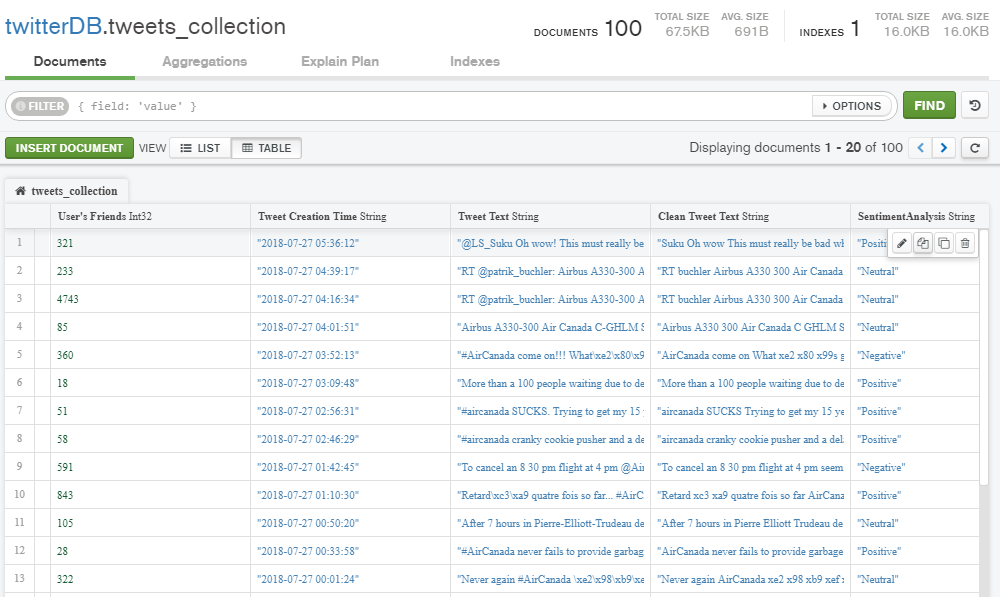 twitterDB.tweets_collection
DOCUMENTS 100 TOTAL SIZE 67.5KB AVG. SIZE 691B INDEXES 1 TOTAL SIZE 16.0KB AVG. SIZE 16.0KB
Documents Aggregations Explain Plan Indexes
FILTER { field: 'value' } OPTIONS FIND
INSERT DOCUMENT VIEW LIST TABLE Displaying documents 1 - 20 of 100
tweets_collection
User's Friends Int32 Tweet Creation Time String Tweet Text String Clean Tweet Text String SentimentAnalysis String
1 321 "2018-07-27 05:36:12" "@LS_Suku Oh wow! This must really be "Suku Oh wow This must really be bad wh "Positi
2 233 "2018-07-27 04:39:17" "RT @patrik_buchler: Airbus A330-300 A "RT buchler Airbus A330 300 Air Canada "Neutral"
3 4743 "2018-07-27 04:16:34" "RT @patrik_buchler: Airbus A330-300 A "RT buchler Airbus A330 300 Air Canada "Neutral"
4 85 "2018-07-27 04:01:51" "Airbus A330-300 Air Canada C-GHLM S "Airbus A330 300 Air Canada C GHLM S "Neutral"
5 360 "2018-07-27 03:52:13" "#AirCanada come on!!! What\xe2\x80\x9 "AirCanada come on What xe2 x80 x99s g "Negative"
6 18 "2018-07-27 03:09:48" "More than a 100 people waiting due to de "More than a 100 people waiting due to de "Positive"
7 51 "2018-07-27 02:56:31" "#aircanada SUCKS. Trying to get my 15 y "aircanada SUCKS Trying to get my 15 ye "Positive"
8 58 "2018-07-27 02:46:29" "#aircanada cranky cookie pusher and a de "aircanada cranky cookie pusher and a del "Positive"
9 591 "2018-07-27 01:42:45" "To cancel an 8 30 pm flight at 4 pm @Air "To cancel an 8 30 pm flight at 4 pm seem "Negative"
10 843 "2018-07-27 01:10:30" "Retard\xc3\xa9 quatre fois so far... #AirC "Retard xc3 xa9 quatre fois so far AirCana "Positive"
11 105 "2018-07-27 00:50:20" "After 7 hours in Pierre-Elliott-Trudeau de "After 7 hours in Pierre Elliott Trudeau de "Neutral"
12 28 "2018-07-27 00:33:58" "#AirCanada never fails to provide garbag "AirCanada never fails to provide garbage "Positive"
13 322 "2018-07-27 00:01:24" "Never again #AirCanada \xe2\x98\xb9\xe "Never again AirCanada xe2 x98 xb9 xef x "Neutral"